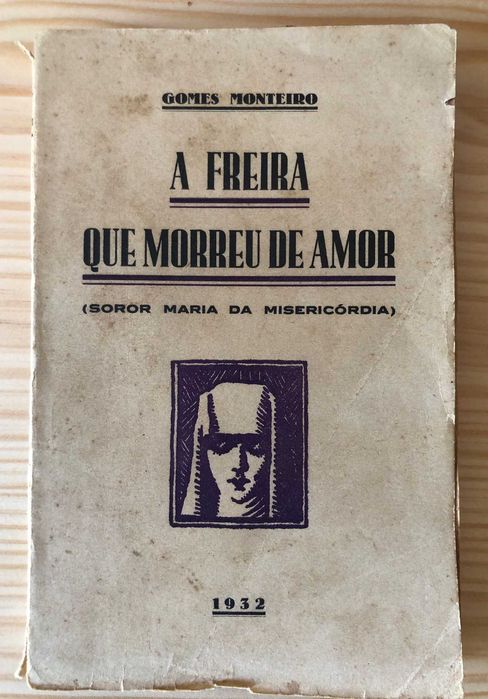 GOMES MONTEIRO
A FREIRA
QUE MORREU DE AMOR
(SOROR MARIA DA MISERICÓRDIA)
1932